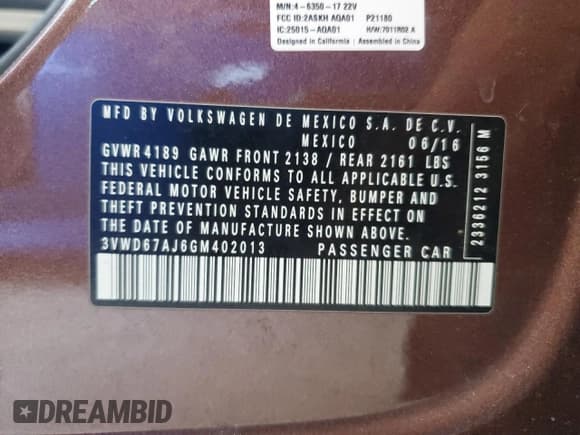 M/N:4-6350-17 22V
FCC ID:2ASKH AQA01 P21180
IC:25015-AQA01 H/W:7011R02 A
Designed in California | Assembled in China
MFD BY VOLKSWAGEN DE MEXICO S.A. DE C.V.
MEXICO 06/16
GVWR 4189 GAWR FRONT 2138 / REAR 2161 LBS
THIS VEHICLE CONFORMS TO ALL APPLICABLE U.S.
FEDERAL MOTOR VEHICLE SAFETY, BUMPER AND
THEFT PREVENTION STANDARDS IN EFFECT ON
THE DATE OF MANUFACTURE SHOWN ABOVE.
3VWD67AJ6GM402013 PASSENGER CAR
2336212 3156 M
DREAMBID